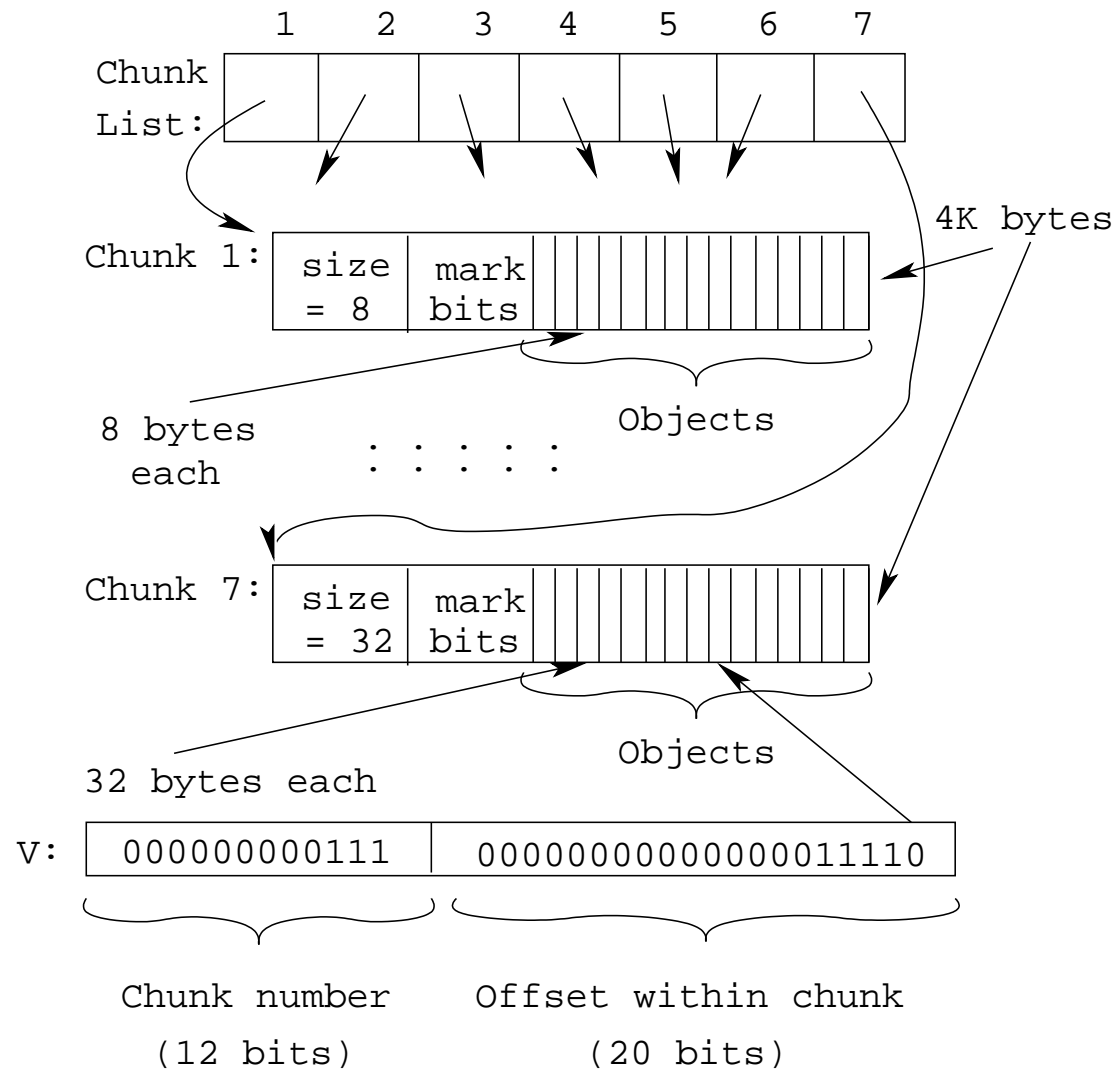 1 2 3 4 5 6 7
Chunk
List:
4K bytes
Chunk 1:
size
= 8
mark
bits
8 bytes
each
Objects
: : : : :
Chunk 7:
size
= 32
mark
bits
Objects
32 bytes each
V:
000000000111
00000000000000011110
Chunk number
(12 bits)
Offset within chunk
(20 bits)